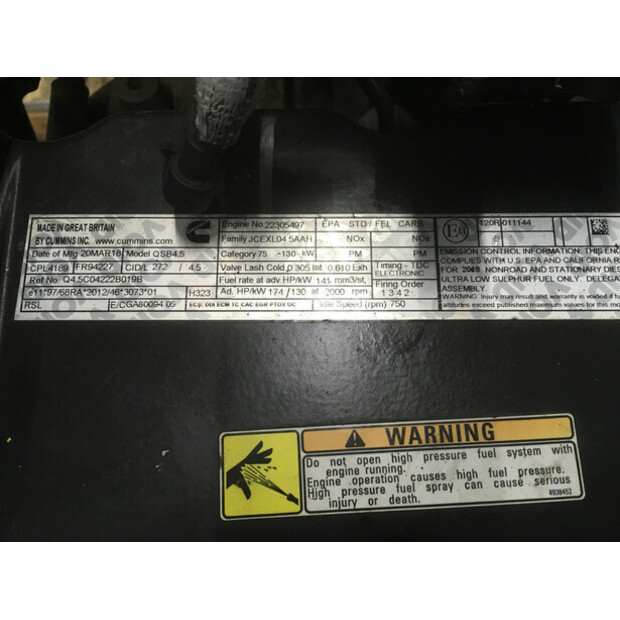 MADE IN GREAT BRITAIN
BY CUMMINS INC. www.cummins.com
Engine No. 22305497
EPA STD / FEL CARB
Family JCEXL04.5AAH
NOx NOx
Date of Mfg 20MAR18 Model QSB4.5
Category 75 -130 kW
PM PM
CPL4189 FR94227 CID/L 272 / 4.5
Valve Lash Cold 0.305 Int 0.610 Exh
Timing - TDC
ELECTRONIC
Ref No. Q4.5C04222B019B
Fuel rate at adv.HP/kW 141 mm3/st.
Firing Order
1 3 4 2
e11*97/68RA*2012/46*3073*01 H323-
Ad. HP/kW 174 / 130 at 2000 rpm
RSL E/CGA80094.05 ECS: DDI ECM TC CAC EGR PTOX OC
Idle Speed (rpm) 750
120R 011144
EMISSION CONTROL INFORMATION: THIS EN
COMPLIES WITH U.S. EPA AND CALIFORNIA R
FOR 2018 NONROAD AND STATIONARY DIES
ULTRA LOW SULFUR FUEL ONLY. DELEGAT
ASSEMBLY
WARNING Injury may result and warranty is voided if
attitudes exceed published maximum values for this mo
WARNING
Do not open high pressure fuel system with
engine running.
Engine operation causes high fuel pressure.
High pressure fuel spray can cause serious
injury or death.
4938452